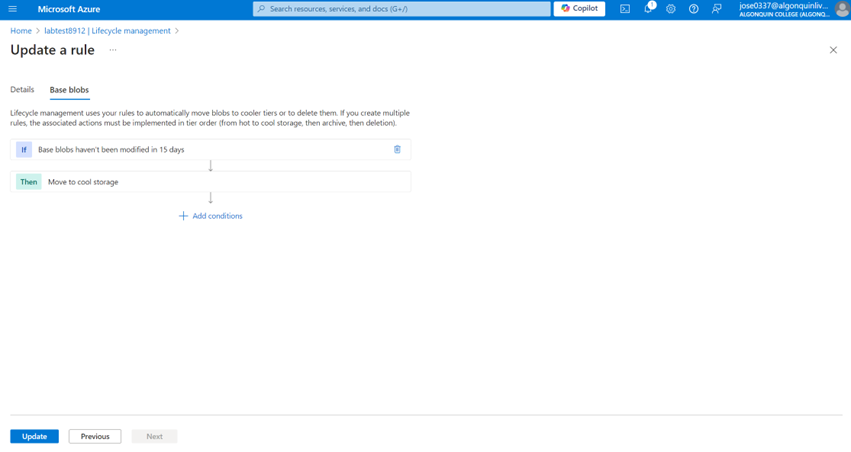 Microsoft Azure
Search resources, services, and docs (G+/)
Copilot
1
jose0337@algonquinliv...
ALGONQUIN COLLEGE (ALGONQ...
Home > labtest8912 | Lifecycle management >
Update a rule ...
Details Base blobs
Lifecycle management uses your rules to automatically move blobs to cooler tiers or to delete them. If you create multiple
rules, the associated actions must be implemented in tier order (from hot to cool storage, then archive, then deletion).
If Base blobs haven't been modified in 15 days
Then Move to cool storage
+ Add conditions
Update Previous Next